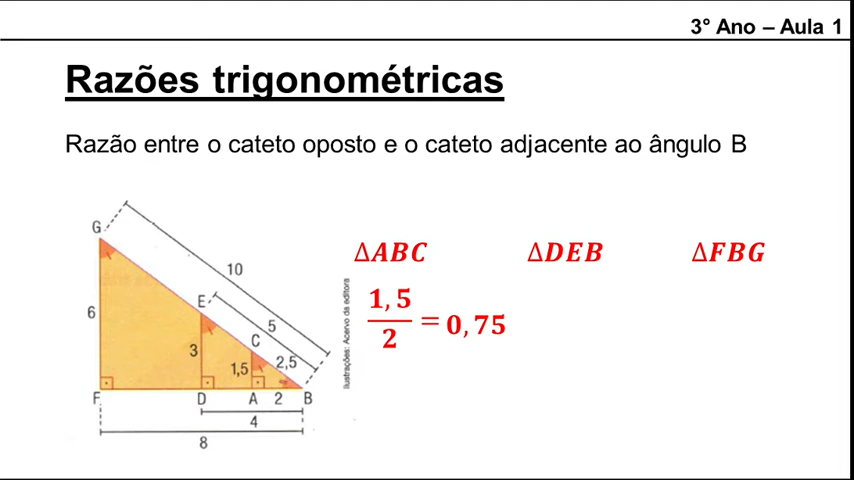 3° Ano – Aula 1
Razões trigonométricas
Razão entre o cateto oposto e o cateto adjacente ao ângulo B
G
10
E
5
6
C
3
1,5
2,5
F
D
A
2
B
4
8
Ilustrações: Acervo da editora
ΔABC
ΔDEB
ΔFBG
1,5
2
= 0,75